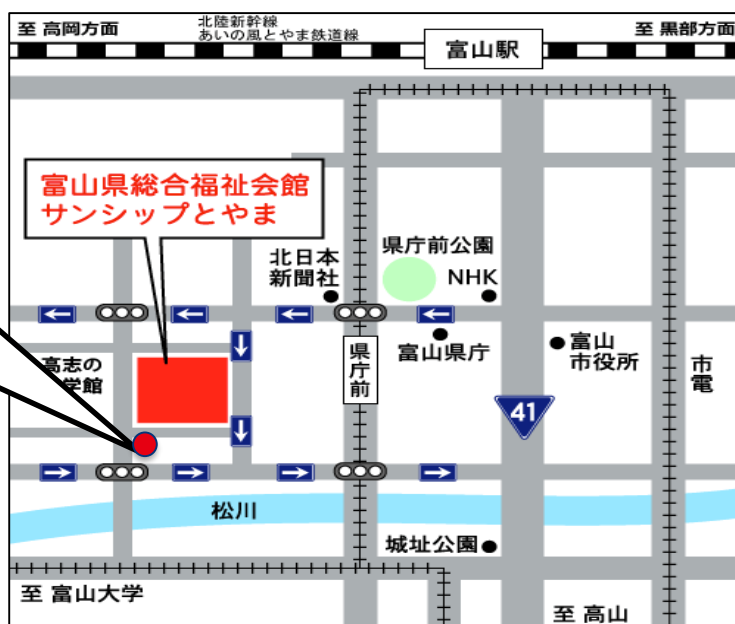 至 高岡方面
北陸新幹線
あいの風とやま鉄道線
富山駅
至 黒部方面
富山県総合福祉会館
サンシップとやま
北日本
新聞社
県庁前公園
NHK
高志の
学館
県庁前
富山県庁
富山
市役所
市電
41
松川
城址公園
至 富山大学
至 高山